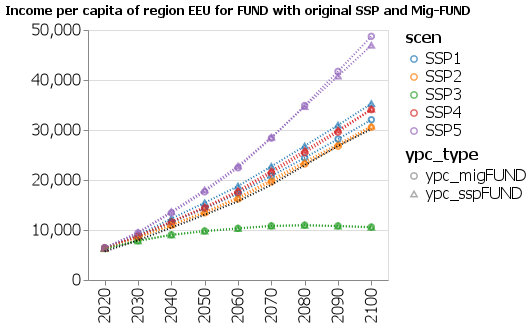 Income per capita of region EEU for FUND with original SSP and Mig-FUND
50,000
40,000
30,000
20,000
10,000
0
2020
2030
2040
2050
2060
2070
2080
2090
2100
scen
SSP1
SSP2
SSP3
SSP4
SSP5
ypc_type
ypc_migFUND
ypc_sspFUND